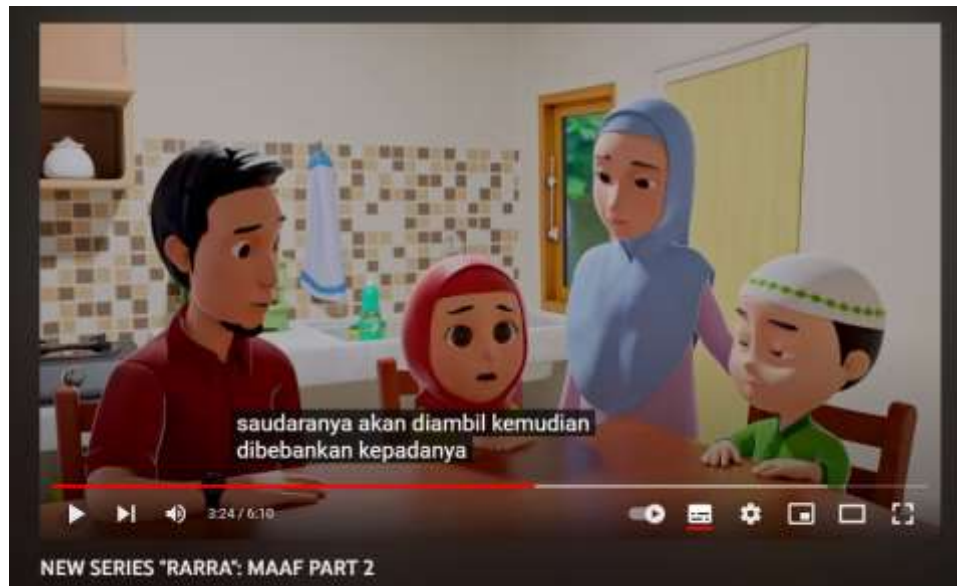 saudaranya akan diambil kemudian
dibebankan kepadanya
3:24 / 6:10
NEW SERIES "RARRA": MAAF PART 2